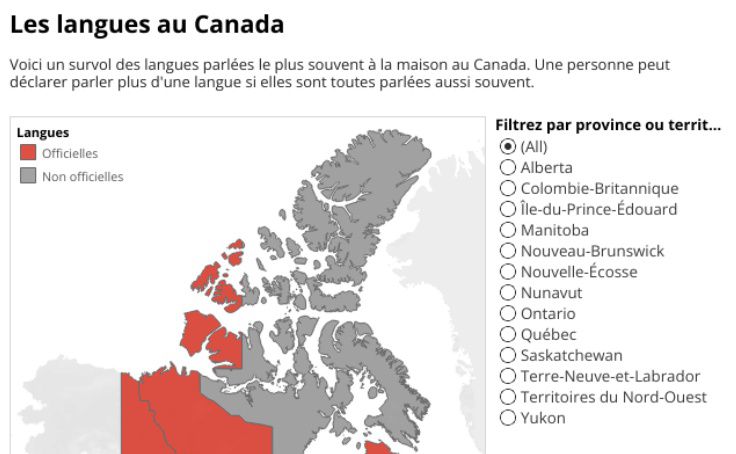 Les langues au Canada
Voici un survol des langues parlées le plus souvent à la maison au Canada. Une personne peut
déclarer parler plus d'une langue si elles sont toutes parlées aussi souvent.
Langues
Officielles
Non officielles
Filtrez par province ou territ...
(All)
Alberta
Colombie-Britannique
Île-du-Prince-Édouard
Manitoba
Nouveau-Brunswick
Nouvelle-Écosse
Nunavut
Ontario
Québec
Saskatchewan
Terre-Neuve-et-Labrador
Territoires du Nord-Ouest
Yukon